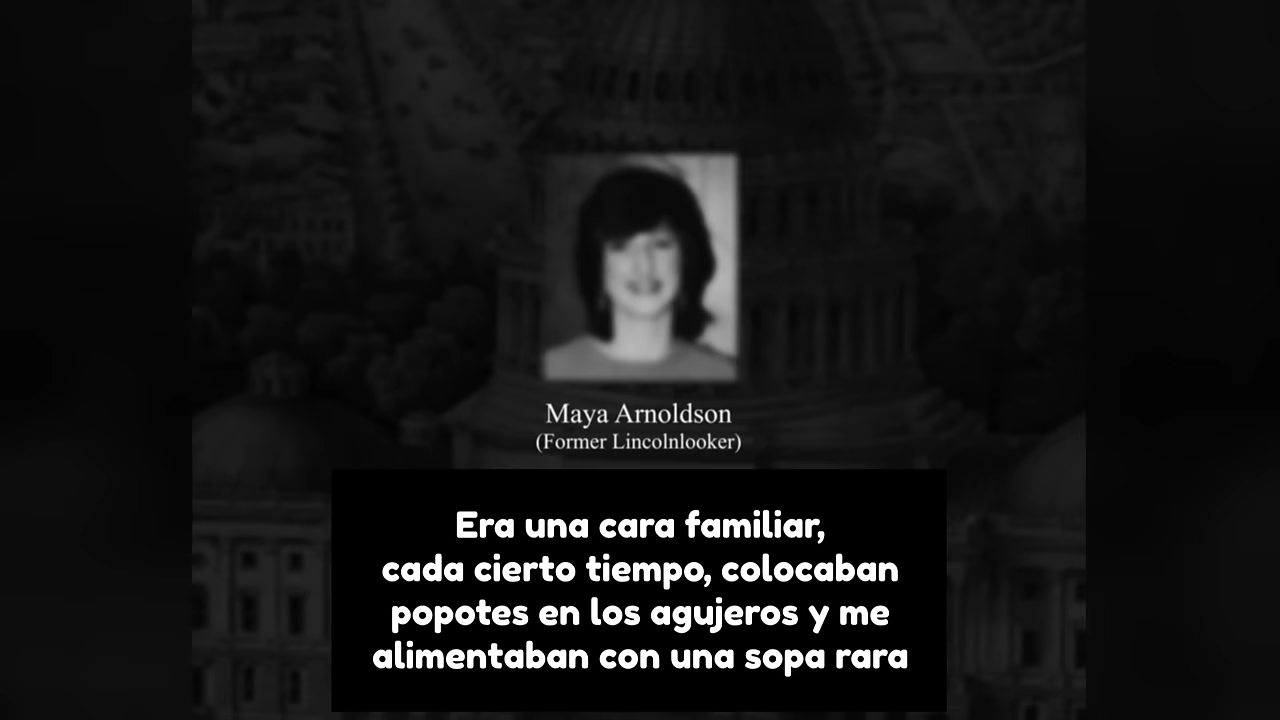 Maya Arnoldson
(Former Lincolnlooker)
Era una cara familiar,
cada cierto tiempo, colocaban
popotes en los agujeros y me
alimentaban con una sopa rara